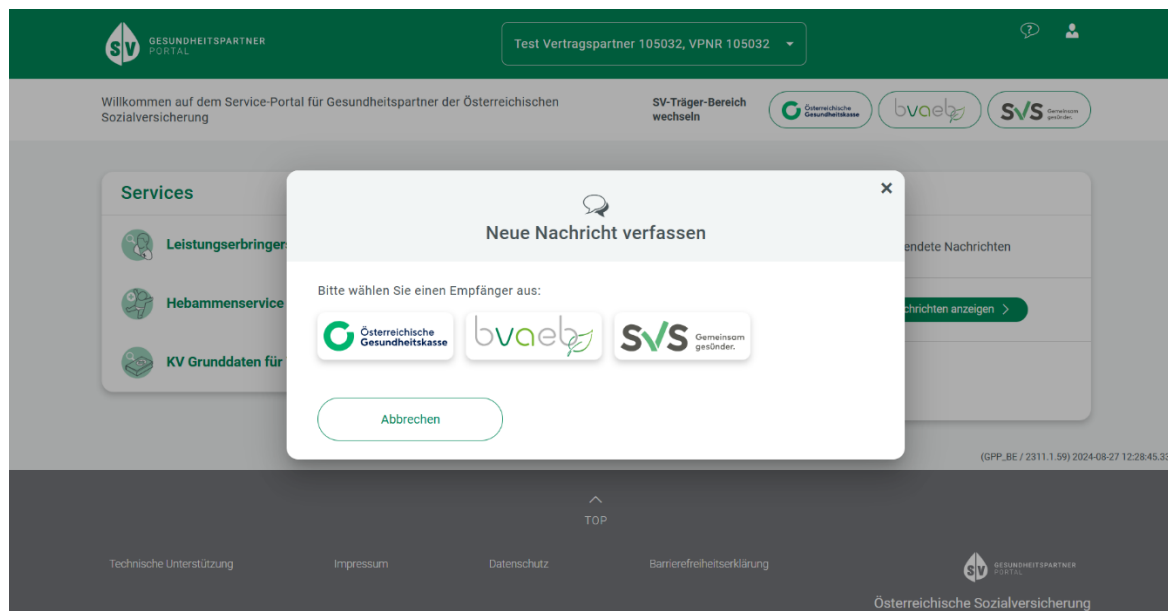 GESUNDHEITSPARTNER
SV PORTAL
Test Vertragspartner 105032, VPNR 105032
Willkommen auf dem Service-Portal für Gesundheitspartner der Österreichischen
Sozialversicherung
SV-Träger-Bereich
wechseln
Österreichische
Gesundheitskasse
bvaeb
SVS Gemeinsam
gesünder.
Services
Neue Nachricht verfassen
Leistungserbringer
endete Nachrichten
Bitte wählen Sie einen Empfänger aus:
Hebammenservice
chrichten anzeigen
Österreichische
Gesundheitskasse
bvaeb
SVS Gemeinsam
gesünder.
KV Grunddaten für
Abbrechen
(GPP_BE / 2311.1.59) 2024-08-27 12:28:45.33
TOP
Technische Unterstützung
Impressum
Datenschutz
Barrierefreiheitserklärung
GESUNDHEITSPARTNER
SV PORTAL
Österreichische Sozialversicherung